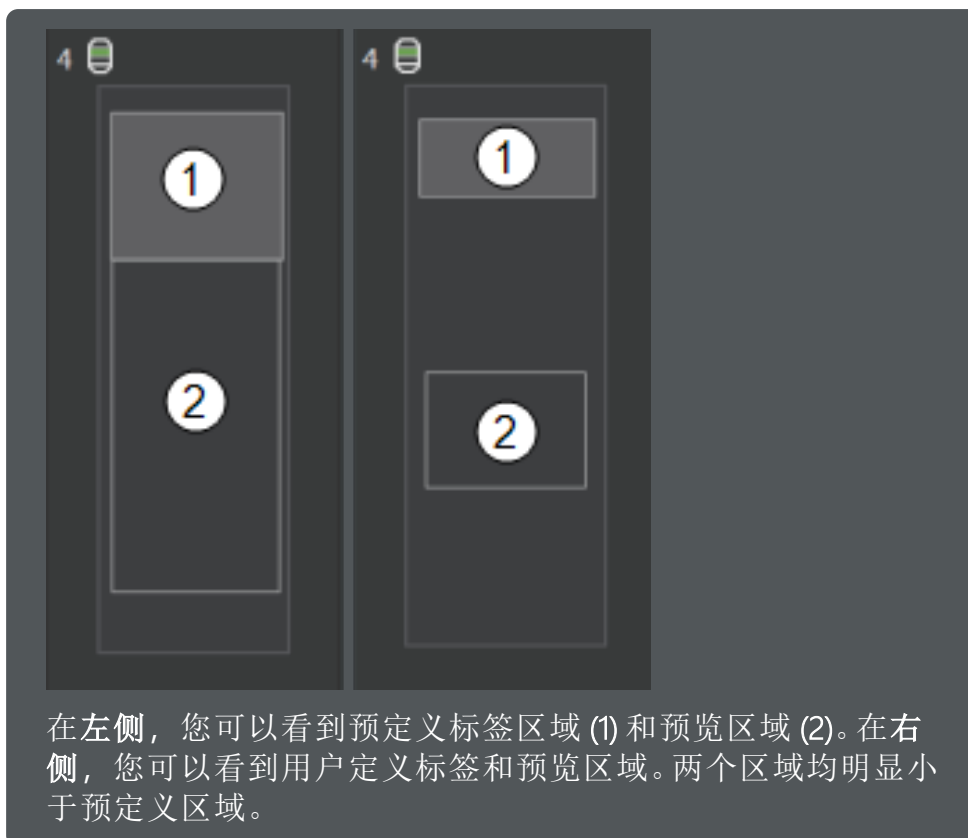 4 4
1 1
2 2
在左侧，您可以看到预定义标签区域 (1) 和预览区域 (2)。在右
侧，您可以看到用户定义标签和预览区域。两个区域均明显小
于预定义区域。